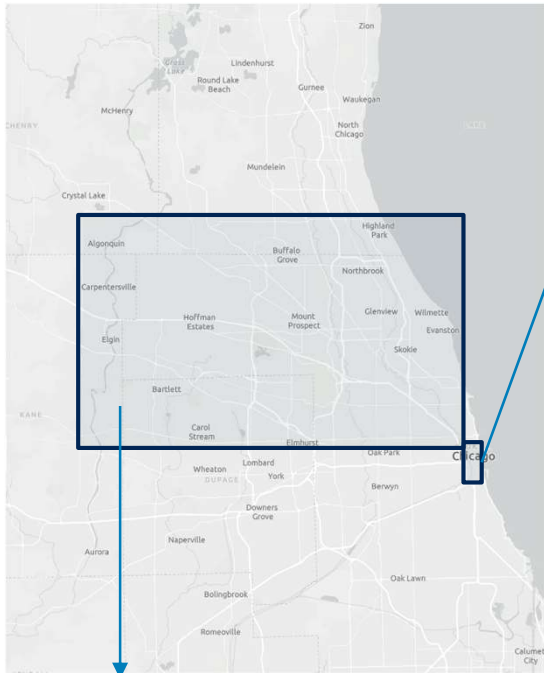 Zion
Grass
Lake
Lindenhurst
Round Lake
Beach
Gurnee
Waukegan
McHenry
North
Chicago
Mundelein
Crystal Lake
Highland
Park
Algonquin
Buffalo
Grove
Northbrook
Carpentersville
Hoffman
Estates
Mount
Prospect
Glenview
Wilmette
Evanston
Elgin
Skokie
Bartlett
KANE
Carol
Stream
Elmhurst
Oak Park
Chicago
Wheaton
Lombard
York
DUPAGE
Berwyn
Downers
Grove
Naperville
Aurora
Oak Lawn
Bolingbrook
Romeoville
Calumet
City